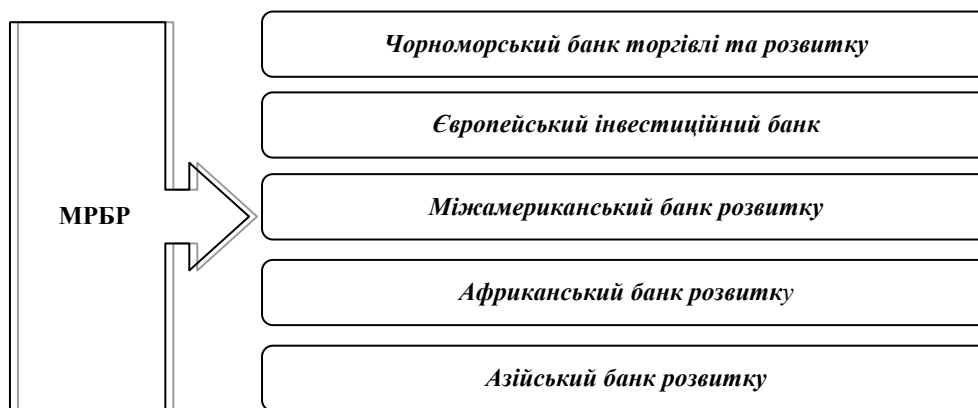 Чорноморський банк торгівлі та розвитку
Європейський інвестиційний банк
МРБР
Міжамериканський банк розвитку
Африканський банк розвитку
Азійський банк розвитку